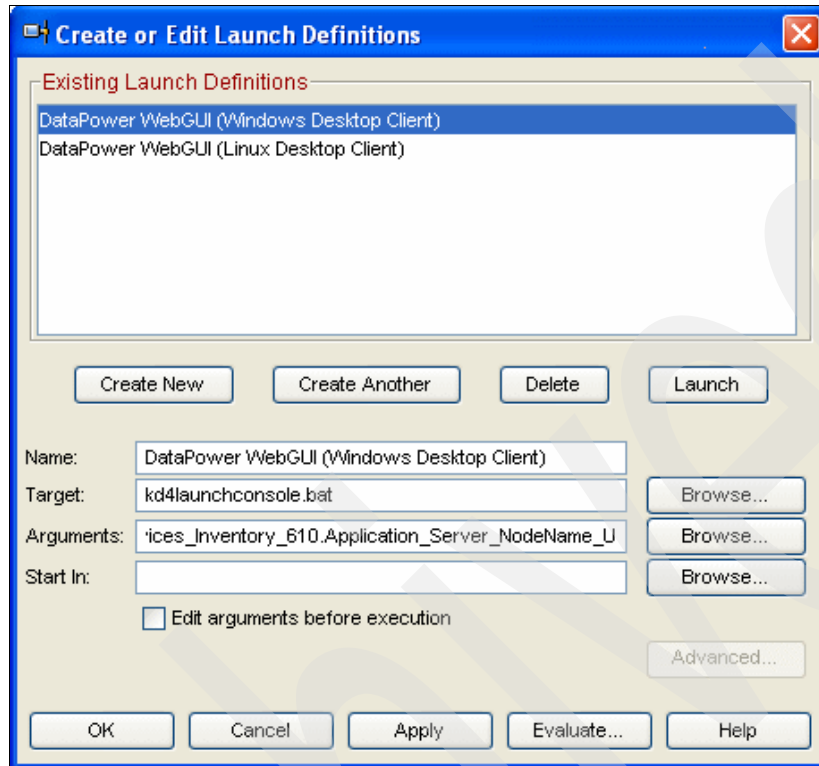 Create or Edit Launch Definitions
Existing Launch Definitions
DataPower WebGUI (Windows Desktop Client)
DataPower WebGUI (Linux Desktop Client)
Create New Create Another Delete Launch
Name: DataPower WebGUI (Windows Desktop Client)
Target: kd4launchconsole.bat Browse...
Arguments: rices_Inventory_610.Application_Server_NodeName_U Browse...
Start In: Browse...
Edit arguments before execution
Advanced...
OK Cancel Apply Evaluate... Help